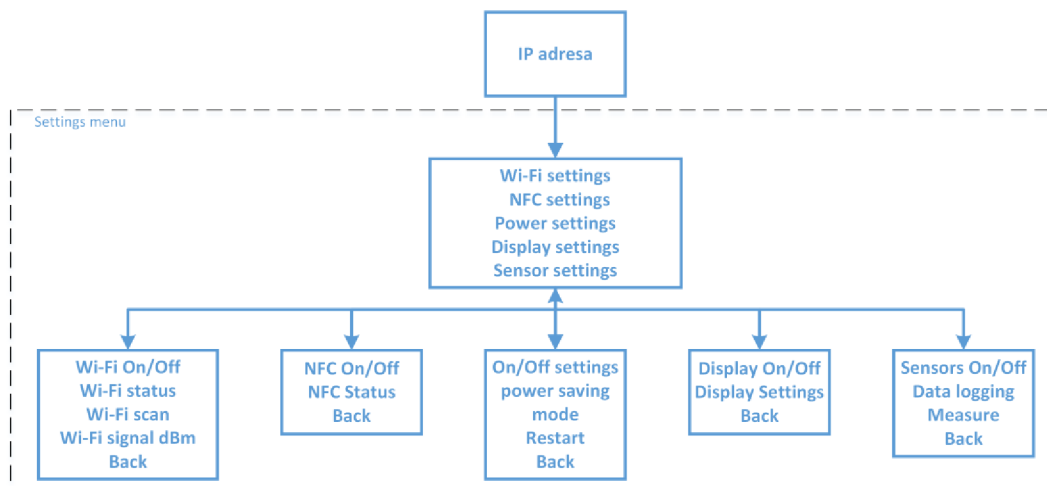 IP adresa
Settings menu
Wi-Fi settings
NFC settings
Power settings
Display settings
Sensor settings
Wi-Fi On/Off
Wi-Fi status
Wi-Fi scan
Wi-Fi signal dBm
Back
NFC On/Off
NFC Status
Back
On/Off settings
power saving
mode
Restart
Back
Display On/Off
Display Settings
Back
Sensors On/Off
Data logging
Measure
Back